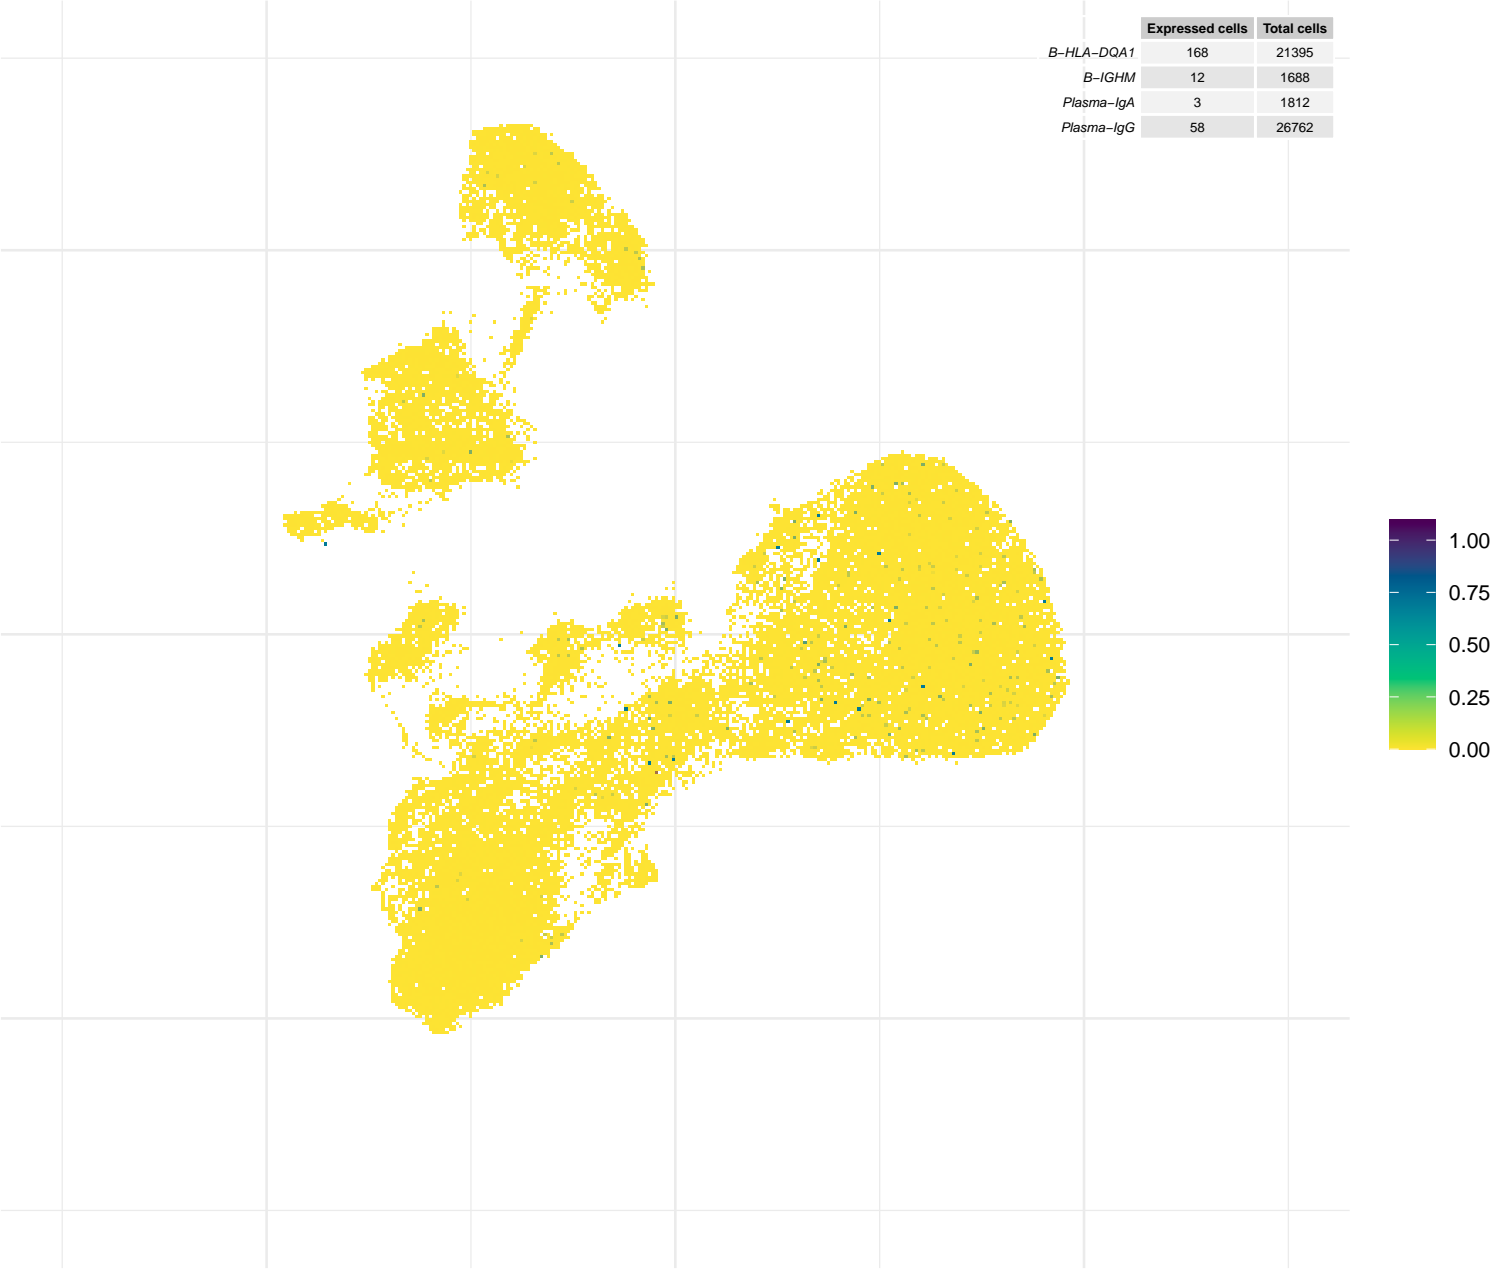 Expressed cells Total cells
B−HLA−DQA1 168 21395
B−IGHM 12 1688
Plasma−IgA 3 1812
Plasma−IgG 58 26762
1.00
0.75
0.50
0.25
0.00